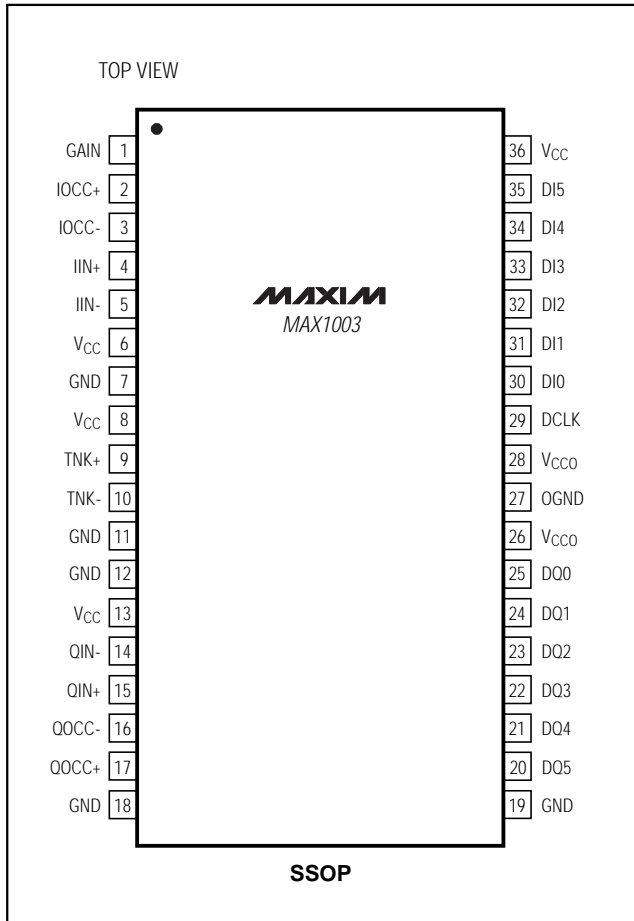 TOP VIEW
GAIN 1
IOCC+ 2
IOCC- 3
IIN+ 4
IIN- 5
VCC 6
GND 7
VCC 8
TNK+ 9
TNK- 10
GND 11
GND 12
VCC 13
QIN- 14
QIN+ 15
QOCC- 16
QOCC+ 17
GND 18
MAXIM
MAX1003
36 VCC
35 DI5
34 DI4
33 DI3
32 DI2
31 DI1
30 DI0
29 DCLK
28 VCCO
27 OGND
26 VCCO
25 DQ0
24 DQ1
23 DQ2
22 DQ3
21 DQ4
20 DQ5
19 GND
SSOP